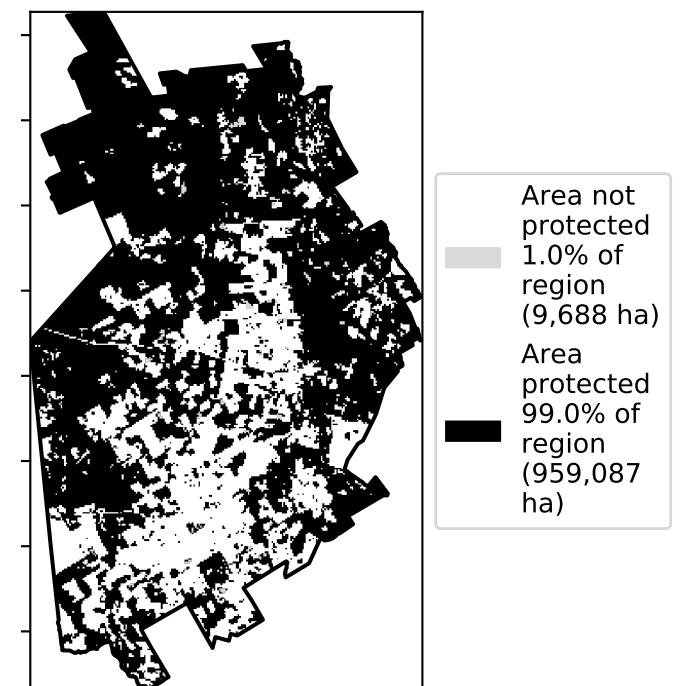 Area not
protected
1.0% of
region
(9,688 ha)
Area
protected
99.0% of
region
(959,087
ha)